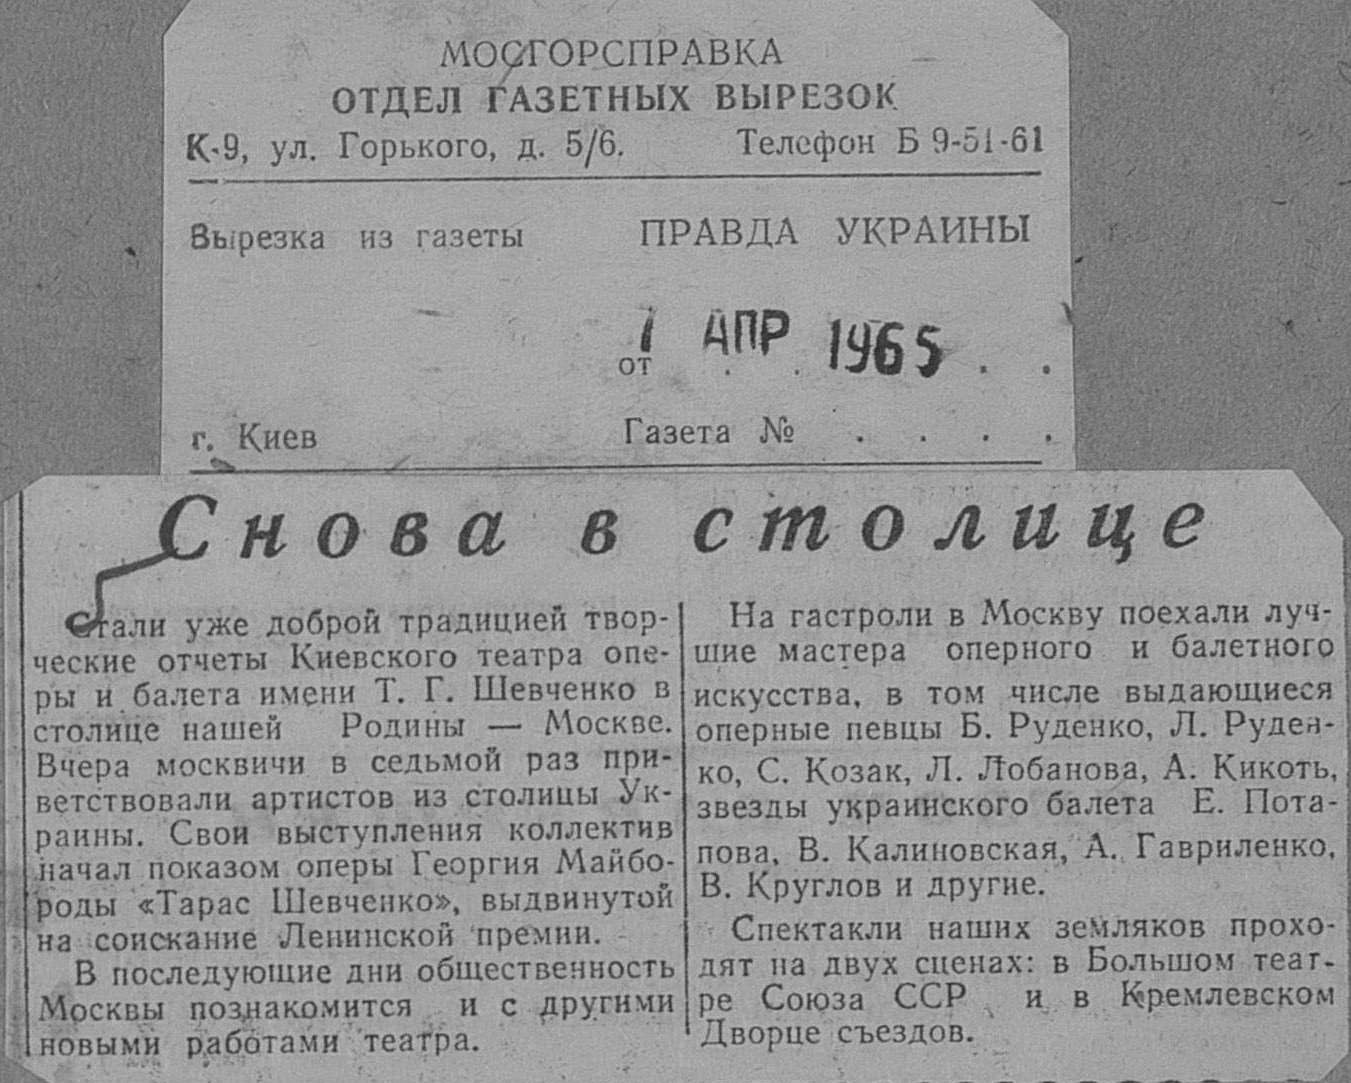 МОСГОРСПРАВКА
ОТДЕЛ ГАЗЕТНЫХ ВЫРЕЗОК
К-9, ул. Горького, д. 5/6. Телефон Б 9-51-61
Вырезка из газеты ПРАВДА УКРАИНЫ
от 1 АПР 1965 . .
г. Киев Газета № . . . .
Снова в столице
Стали уже доброй традицией твор-
ческие отчеты Киевского театра опе-
ры и балета имени Т. Г. Шевченко в
столице нашей Родины — Москве.
Вчера москвичи в седьмой раз при-
ветствовали артистов из столицы Ук-
раины. Свои выступления коллектив
начал показом оперы Георгия Майбо-
роды «Тарас Шевченко», выдвинутой
на соискание Ленинской премии.
В последующие дни общественность
Москвы познакомится и с другими
новыми работами театра.
На гастроли в Москву поехали луч-
шие мастера оперного и балетного
искусства, в том числе выдающиеся
оперные певцы Б. Руденко, Л. Руден-
ко, С. Козак, Л. Лобанова, А. Кикоть,
звезды украинского балета Е. Пота-
пова, В. Калиновская, А. Гавриленко,
В. Круглов и другие.
Спектакли наших земляков прохо-
дят на двух сценах: в Большом теат-
ре Союза ССР и в Кремлевском
Дворце съездов.